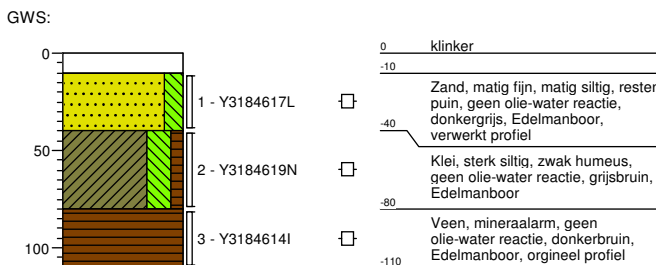 GWS:
0
50
100
1 - Y3184617L
2 - Y3184619N
3 - Y3184614I
0
klinker
-10
Zand, matig fijn, matig siltig, resten
puin, geen olie-water reactie,
donkergrijs, Edelmanboor,
verwerkt profiel
-40
Klei, sterk siltig, zwak humeus,
geen olie-water reactie, grijsbruin,
Edelmanboor
-80
Veen, mineraalarm, geen
olie-water reactie, donkerbruin,
Edelmanboor, orgineel profiel
-110